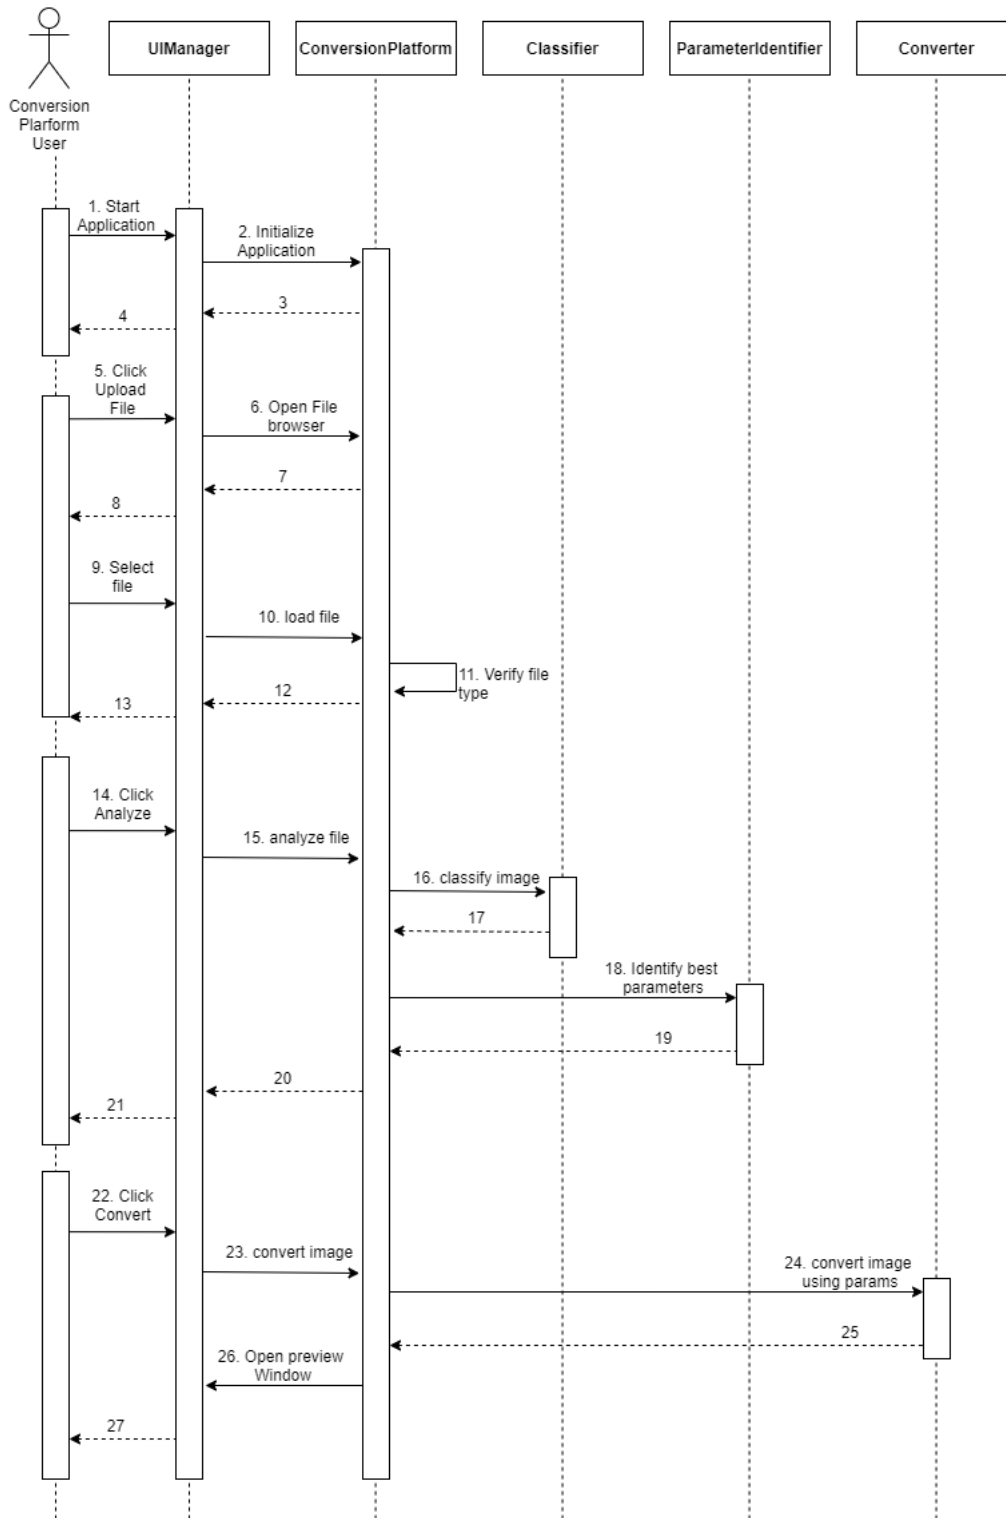 UIManager
ConversionPlatform
Classifier
ParameterIdentifier
Converter
Conversion
Plarform
User
1. Start
Application
2. Initialize
Application
3
4
5. Click
Upload
File
6. Open File
browser
7
8
9. Select
file
10. load file
11. Verify file
type
12
13
14. Click
Analyze
15. analyze file
16. classify image
17
18. Identify best
parameters
19
20
21
22. Click
Convert
23. convert image
24. convert image
using params
25
26. Open preview
Window
27